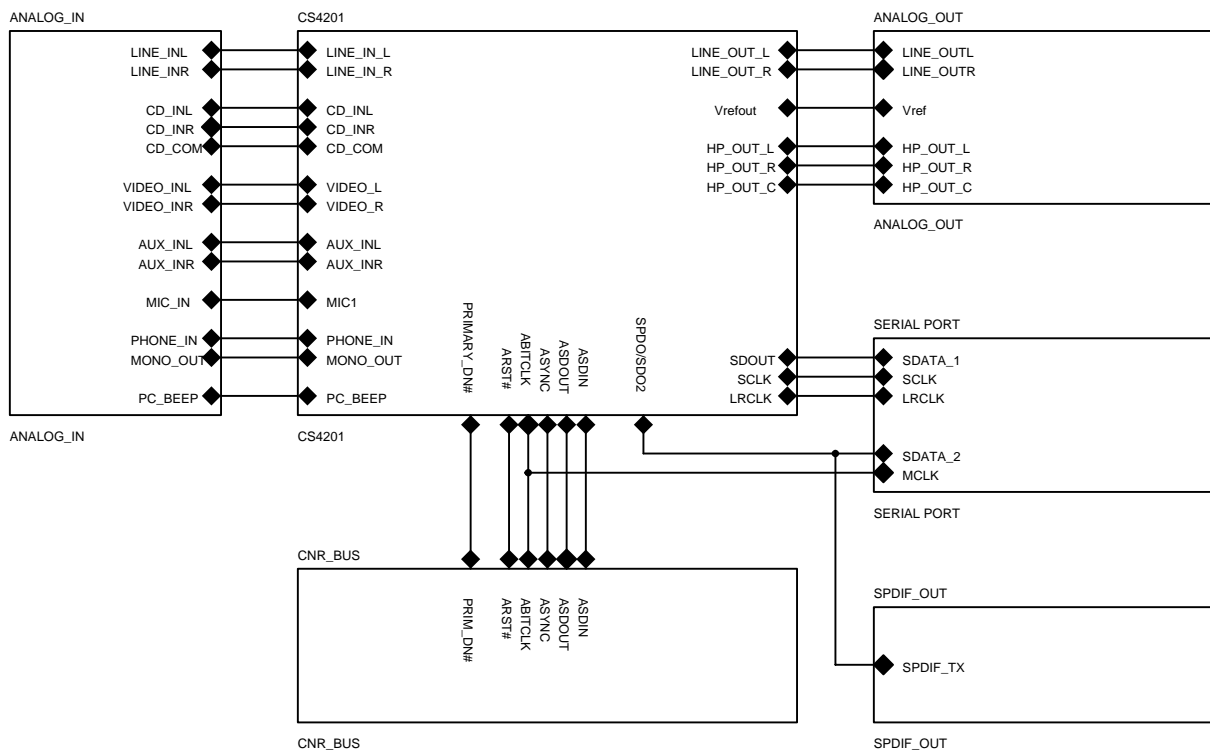 ANALOG_IN
LINE_INL
LINE_INR
CD_INL
CD_INR
CD_COM
VIDEO_INL
VIDEO_INR
AUX_INL
AUX_INR
MIC_IN
PHONE_IN
MONO_OUT
PC_BEEP
ANALOG_IN
CS4201
LINE_IN_L
LINE_IN_R
CD_INL
CD_INR
CD_COM
VIDEO_L
VIDEO_R
AUX_INL
AUX_INR
MIC1
PHONE_IN
MONO_OUT
PC_BEEP
PRIMARY_DN#
ARST#
ABITCLK
ASYNC
ASDOUT
ASDIN
SPDO/SDO2
LINE_OUT_L
LINE_OUT_R
Vrefout
HP_OUT_L
HP_OUT_R
HP_OUT_C
SDOUT
SCLK
LRCLK
CS4201
ANALOG_OUT
LINE_OUTL
LINE_OUTR
Vref
HP_OUT_L
HP_OUT_R
HP_OUT_C
ANALOG_OUT
SERIAL PORT
SDATA_1
SCLK
LRCLK
SDATA_2
MCLK
SERIAL PORT
CNR_BUS
PRIM_DN#
ARST#
ABITCLK
ASYNC
ASDOUT
ASDIN
CNR_BUS
SPDIF_OUT
SPDIF_TX
SPDIF_OUT